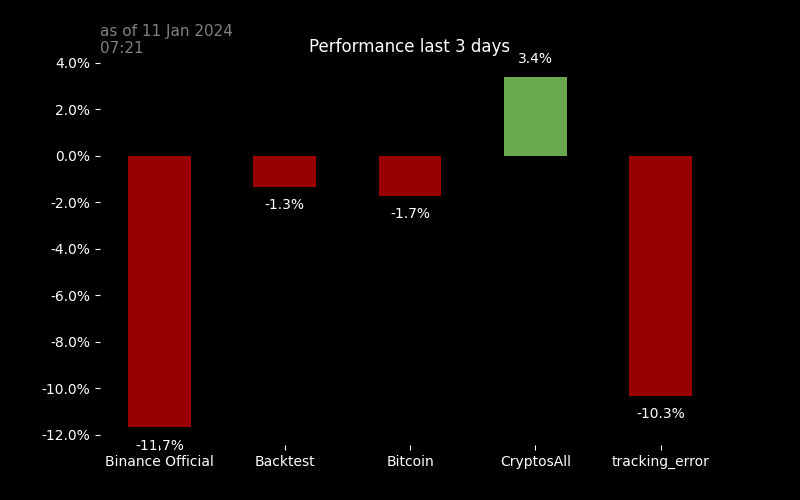 as of 11 Jan 2024
07:21
Performance last 3 days
4.0%
2.0%
0.0%
-2.0%
-4.0%
-6.0%
-8.0%
-10.0%
-12.0%
-11.7%
-1.3%
-1.7%
3.4%
-10.3%
Binance Official
Backtest
Bitcoin
CryptosAll
tracking_error